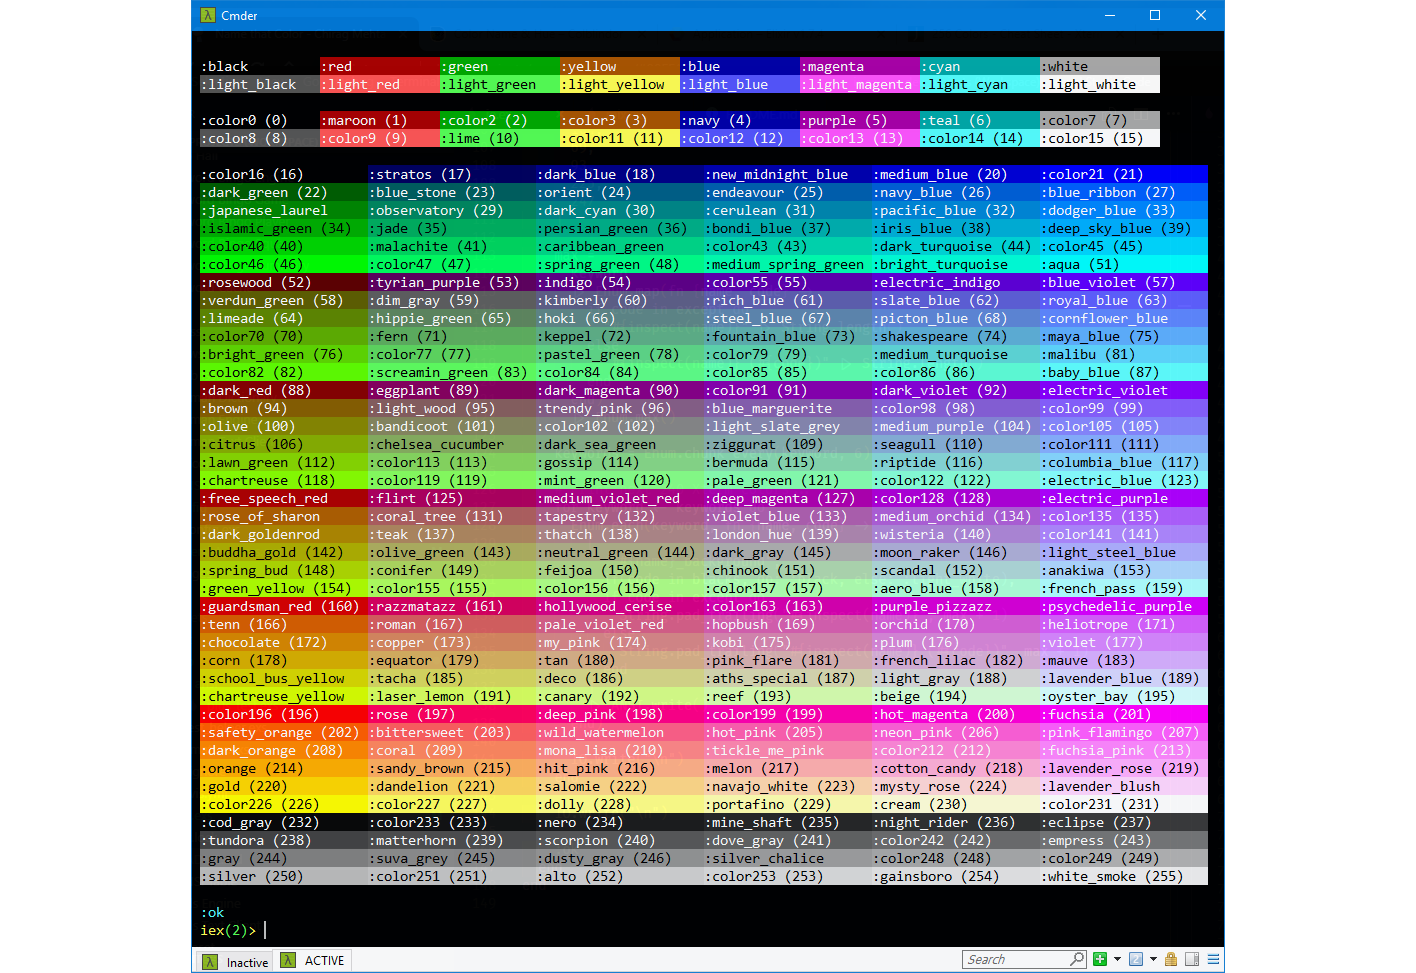 Cmder
:black :red :green :yellow :blue :magenta :cyan :white
:light_black :light_red :light_green :light_yellow :light_blue :light_magenta :light_cyan :light_white
:color0 (0) :maroon (1) :color2 (2) :color3 (3) :navy (4) :purple (5) :teal (6) :color7 (7)
:color8 (8) :color9 (9) :lime (10) :color11 (11) :color12 (12) :color13 (13) :color14 (14) :color15 (15)
:color16 (16) :stratos (17) :dark_blue (18) :new_midnight_blue :medium_blue (20) :color21 (21)
:dark_green (22) :blue_stone (23) :orient (24) :endeavour (25) :navy_blue (26) :blue_ribbon (27)
:japanese_laurel :observatory (29) :dark_cyan (30) :cerulean (31) :pacific_blue (32) :dodger_blue (33)
:islamic_green (34) :jade (35) :persian_green (36) :bondi_blue (37) :iris_blue (38) :deep_sky_blue (39)
:color40 (40) :malachite (41) :caribbean_green :color43 (43) :dark_turquoise (44) :color45 (45)
:color46 (46) :color47 (47) :spring_green (48) :medium_spring_green :bright_turquoise :aqua (51)
:rosewood (52) :tyrian_purple (53) :indigo (54) :color55 (55) :electric_indigo :blue_violet (57)
:verdun_green (58) :dim_gray (59) :kimberly (60) :rich_blue (61) :slate_blue (62) :royal_blue (63)
:limeade (64) :hippie_green (65) :hoki (66) :steel_blue (67) :picton_blue (68) :cornflower_blue
:color70 (70) :fern (71) :keppel (72) :fountain_blue (73) :shakespeare (74) :maya_blue (75)
:bright_green (76) :color77 (77) :pastel_green (78) :color79 (79) :medium_turquoise :malibu (81)
:color82 (82) :screamin_green (83) :color84 (84) :color85 (85) :color86 (86) :baby_blue (87)
:dark_red (88) :eggplant (89) :dark_magenta (90) :color91 (91) :dark_violet (92) :electric_violet
:brown (94) :light_wood (95) :trendy_pink (96) :blue_marguerite :color98 (98) :color99 (99)
:olive (100) :bandicoot (101) :color102 (102) :light_slate_grey :medium_purple (104) :color105 (105)
:citrus (106) :chelsea_cucumber :dark_sea_green :ziggurat (109) :seagull (110) :color111 (111)
:lawn_green (112) :color113 (113) :gossip (114) :bermuda (115) :riptide (116) :columbia_blue (117)
:chartreuse (118) :color119 (119) :mint_green (120) :pale_green (121) :color122 (122) :electric_blue (123)
:free_speech_red :flirt (125) :medium_violet_red :deep_magenta (127) :color128 (128) :electric_purple
:rose_of_sharon :coral_tree (131) :tapestry (132) :violet_blue (133) :medium_orchid (134) :color135 (135)
:dark_goldenrod :teak (137) :thatch (138) :london_hue (139) :wisteria (140) :color141 (141)
:buddha_gold (142) :olive_green (143) :neutral_green (144) :dark_gray (145) :moon_raker (146) :light_steel_blue
:spring_bud (148) :conifer (149) :feijoa (150) :chinook (151) :scandal (152) :anakiwa (153)
:green_yellow (154) :color155 (155) :color156 (156) :color157 (157) :aero_blue (158) :french_pass (159)
:guardsman_red (160) :razzmatazz (161) :hollywood_cerise :color163 (163) :purple_pizzazz :psychedelic_purple
:tenn (166) :roman (167) :pale_violet_red :hopbush (169) :orchid (170) :heliotrope (171)
:chocolate (172) :copper (173) :my_pink (174) :kobi (175) :plum (176) :violet (177)
:corn (178) :equator (179) :tan (180) :pink_flare (181) :french_lilac (182) :mauve (183)
:school_bus_yellow :tacha (185) :deco (186) :aths_special (187) :light_gray (188) :lavender_blue (189)
:chartreuse_yellow :laser_lemon (191) :canary (192) :reef (193) :beige (194) :oyster_bay (195)
:color196 (196) :rose (197) :deep_pink (198) :color199 (199) :hot_magenta (200) :fuchsia (201)
:safety_orange (202) :bittersweet (203) :wild_watermelon :hot_pink (205) :neon_pink (206) :pink_flamingo (207)
:dark_orange (208) :coral (209) :mona_lisa (210) :tickle_me_pink :color212 (212) :fuchsia_pink (213)
:orange (214) :sandy_brown (215) :hit_pink (216) :melon (217) :cotton_candy (218) :lavender_rose (219)
:gold (220) :dandelion (221) :salomie (222) :navajo_white (223) :mysty_rose (224) :lavender_blush
:color226 (226) :color227 (227) :dolly (228) :portafino (229) :cream (230) :color231 (231)
:cod_gray (232) :color233 (233) :nero (234) :mine_shaft (235) :night_rider (236) :eclipse (237)
:tundora (238) :matterhorn (239) :scorpion (240) :dove_gray (241) :color242 (242) :empress (243)
:gray (244) :suva_grey (245) :dusty_gray (246) :silver_chalice :color248 (248) :color249 (249)
:silver (250) :color251 (251) :alto (252) :color253 (253) :gainsboro (254) :white_smoke (255)
:ok
iex(2)>
λ Inactive λ ACTIVE Search